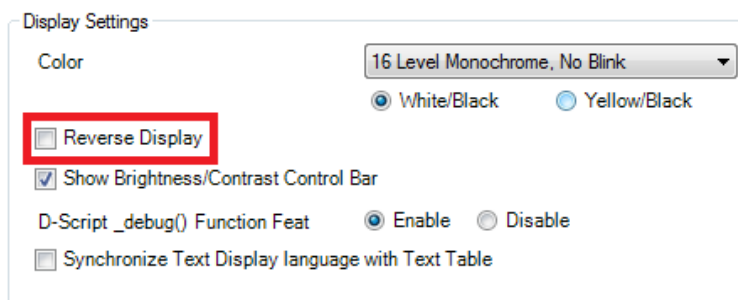 Display Settings
Color 16 Level Monochrome, No Blink
White/Black Yellow/Black
Reverse Display
Show Brightness/Contrast Control Bar
D-Script _debug() Function Feat Enable Disable
Synchronize Text Display language with Text Table